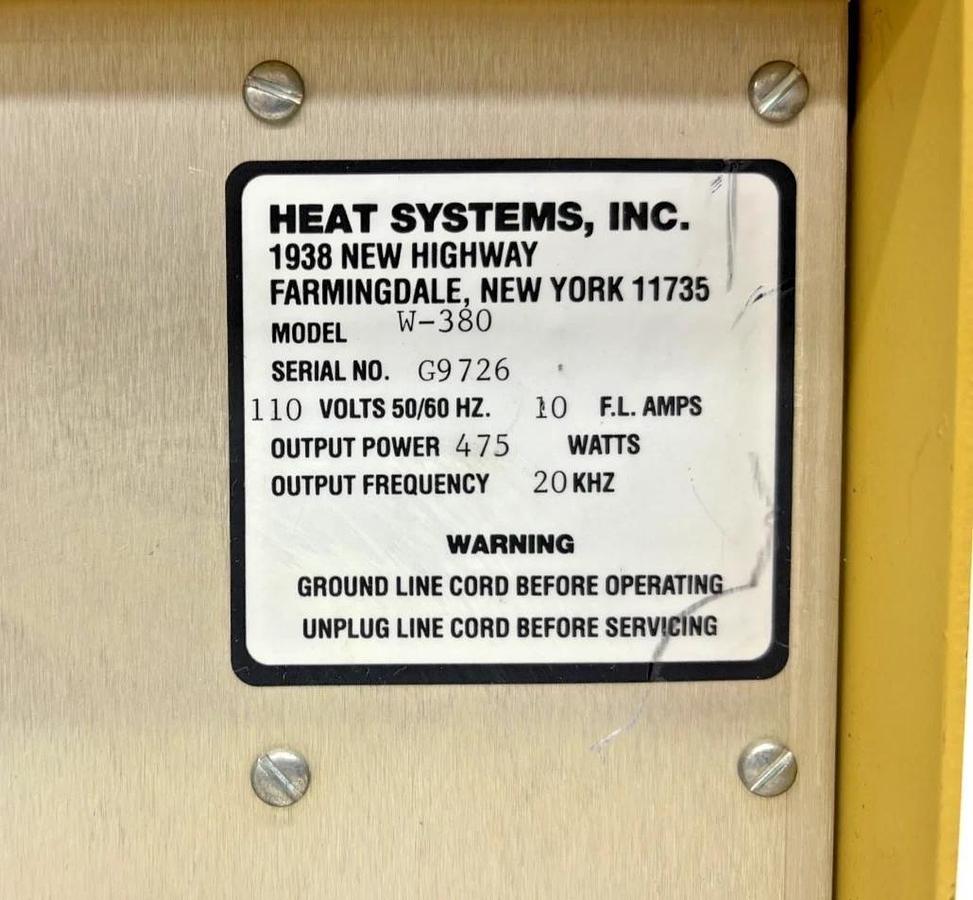 HEAT SYSTEMS, INC.
1938 NEW HIGHWAY
FARMINGDALE, NEW YORK 11735
MODEL W-380
SERIAL NO. G9726
110 VOLTS 50/60 HZ. 10 F.L. AMPS
OUTPUT POWER 475 WATTS
OUTPUT FREQUENCY 20 KHZ
WARNING
GROUND LINE CORD BEFORE OPERATING
UNPLUG LINE CORD BEFORE SERVICING